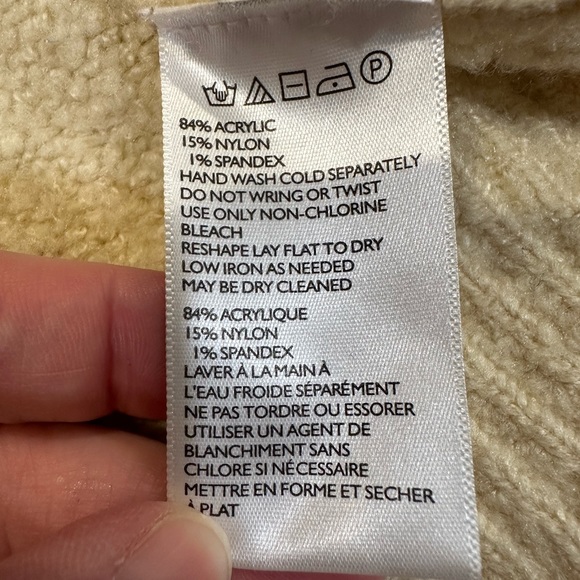 P
84% ACRYLIC
15% NYLON
1% SPANDEX
HAND WASH COLD SEPARATELY
DO NOT WRING OR TWIST
USE ONLY NON-CHLORINE
BLEACH
RESHAPE LAY FLAT TO DRY
LOW IRON AS NEEDED
MAY BE DRY CLEANED
84% ACRYLIQUE
15% NYLON
1% SPANDEX
LAVER À LA MAIN À
L'EAU FROIDE SÉPARÉMENT
NE PAS TORDRE OU ESSORER
UTILISER UN AGENT DE
BLANCHIMENT SANS
CHLORE SI NÉCESSAIRE
METTRE EN FORME ET SECHER
À PLAT